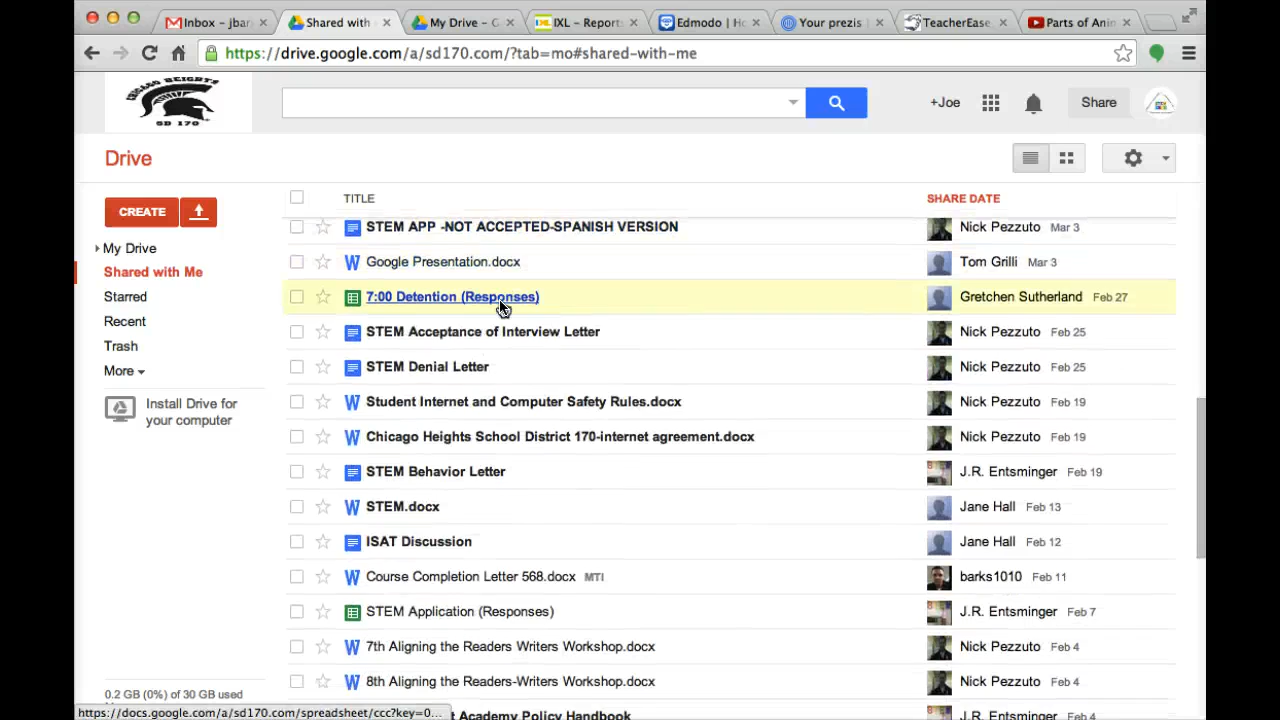 Inbox – jbar
Shared with
My Drive – G
IXL – Report
Edmodo | Ho
Your prezis
TeacherEase
Parts of A
https://drive.google.com/a/sd170.com/?tab=mo#shared-with-me
CHICAGO HEIGHTS
SD 170
+Joe
Share
Drive
CREATE
TITLE
SHARE DATE
My Drive
Shared with Me
Starred
Recent
Trash
More
Install Drive for
your computer
STEM APP -NOT ACCEPTED-SPANISH VERSION Nick Pezzuto Mar 3
Google Presentation.docx Tom Grilli Mar 3
7:00 Detention (Responses) Gretchen Sutherland Feb 27
STEM Acceptance of Interview Letter Nick Pezzuto Feb 25
STEM Denial Letter Nick Pezzuto Feb 25
Student Internet and Computer Safety Rules.docx Nick Pezzuto Feb 19
Chicago Heights School District 170-internet agreement.docx Nick Pezzuto Feb 19
STEM Behavior Letter J.R. Entsminger Feb 19
STEM.docx Jane Hall Feb 13
ISAT Discussion Jane Hall Feb 12
Course Completion Letter 568.docx MTI barks1010 Feb 11
STEM Application (Responses) J.R. Entsminger Feb 7
7th Aligning the Readers Writers Workshop.docx Nick Pezzuto Feb 4
8th Aligning the Readers-Writers Workshop.docx Nick Pezzuto Feb 4
t Academy Policy Handbook J.R. Entsminger Feb 4
0.2 GB (0%) of 30 GB used
https://docs.google.com/a/sd170.com/spreadsheet/ccc?key=0...